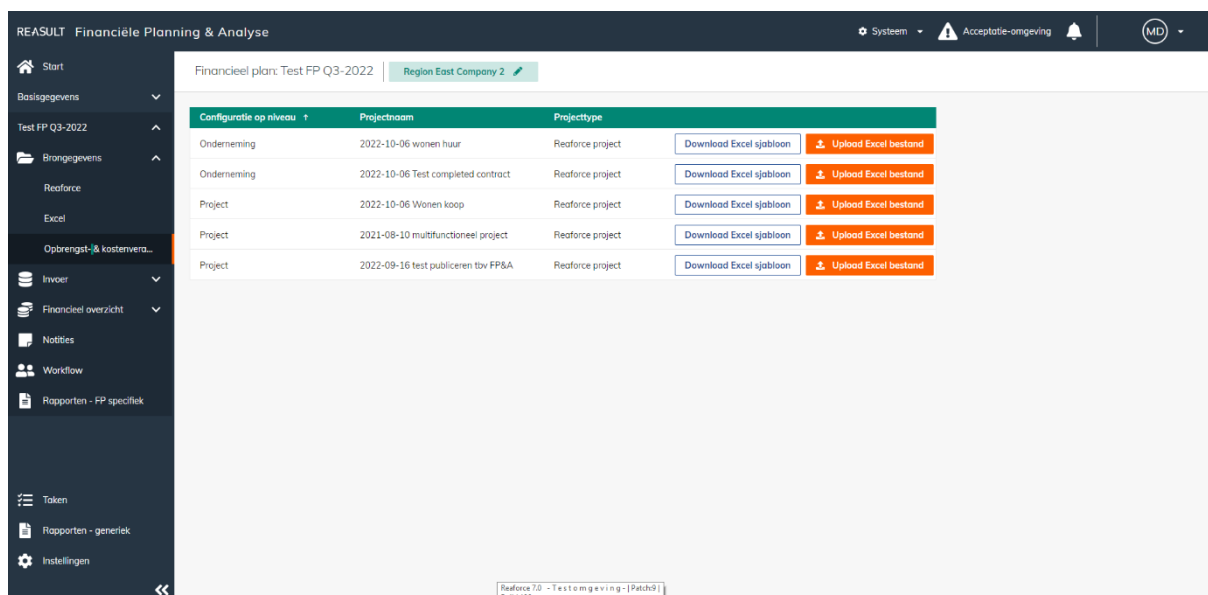 REASULT Financiële Planning & Analyse
Systeem
Acceptatie-omgeving
MD
Start
Basisgegevens
Test FP Q3-2022
Brongegevens
Reaforce
Excel
Opbrengst- & kostenvera...
Invoer
Financieel overzicht
Notities
Workflow
Rapporten - FP specifiek
Taken
Rapporten - generiek
Instellingen
Financieel plan: Test FP Q3-2022
Region East Company 2
Configuratie op niveau ↑ Projectnaam Projecttype
Onderneming 2022-10-06 wonen huur Reaforce project Download Excel sjabloon Upload Excel bestand
Onderneming 2022-10-06 Test completed contract Reaforce project Download Excel sjabloon Upload Excel bestand
Project 2022-10-06 Wonen koop Reaforce project Download Excel sjabloon Upload Excel bestand
Project 2021-08-10 multifunctioneel project Reaforce project Download Excel sjabloon Upload Excel bestand
Project 2022-09-16 test publiceren tbv FP&A Reaforce project Download Excel sjabloon Upload Excel bestand
Reaforce 7.0 - T e s t o m g e v i n g - | Patch:9 |